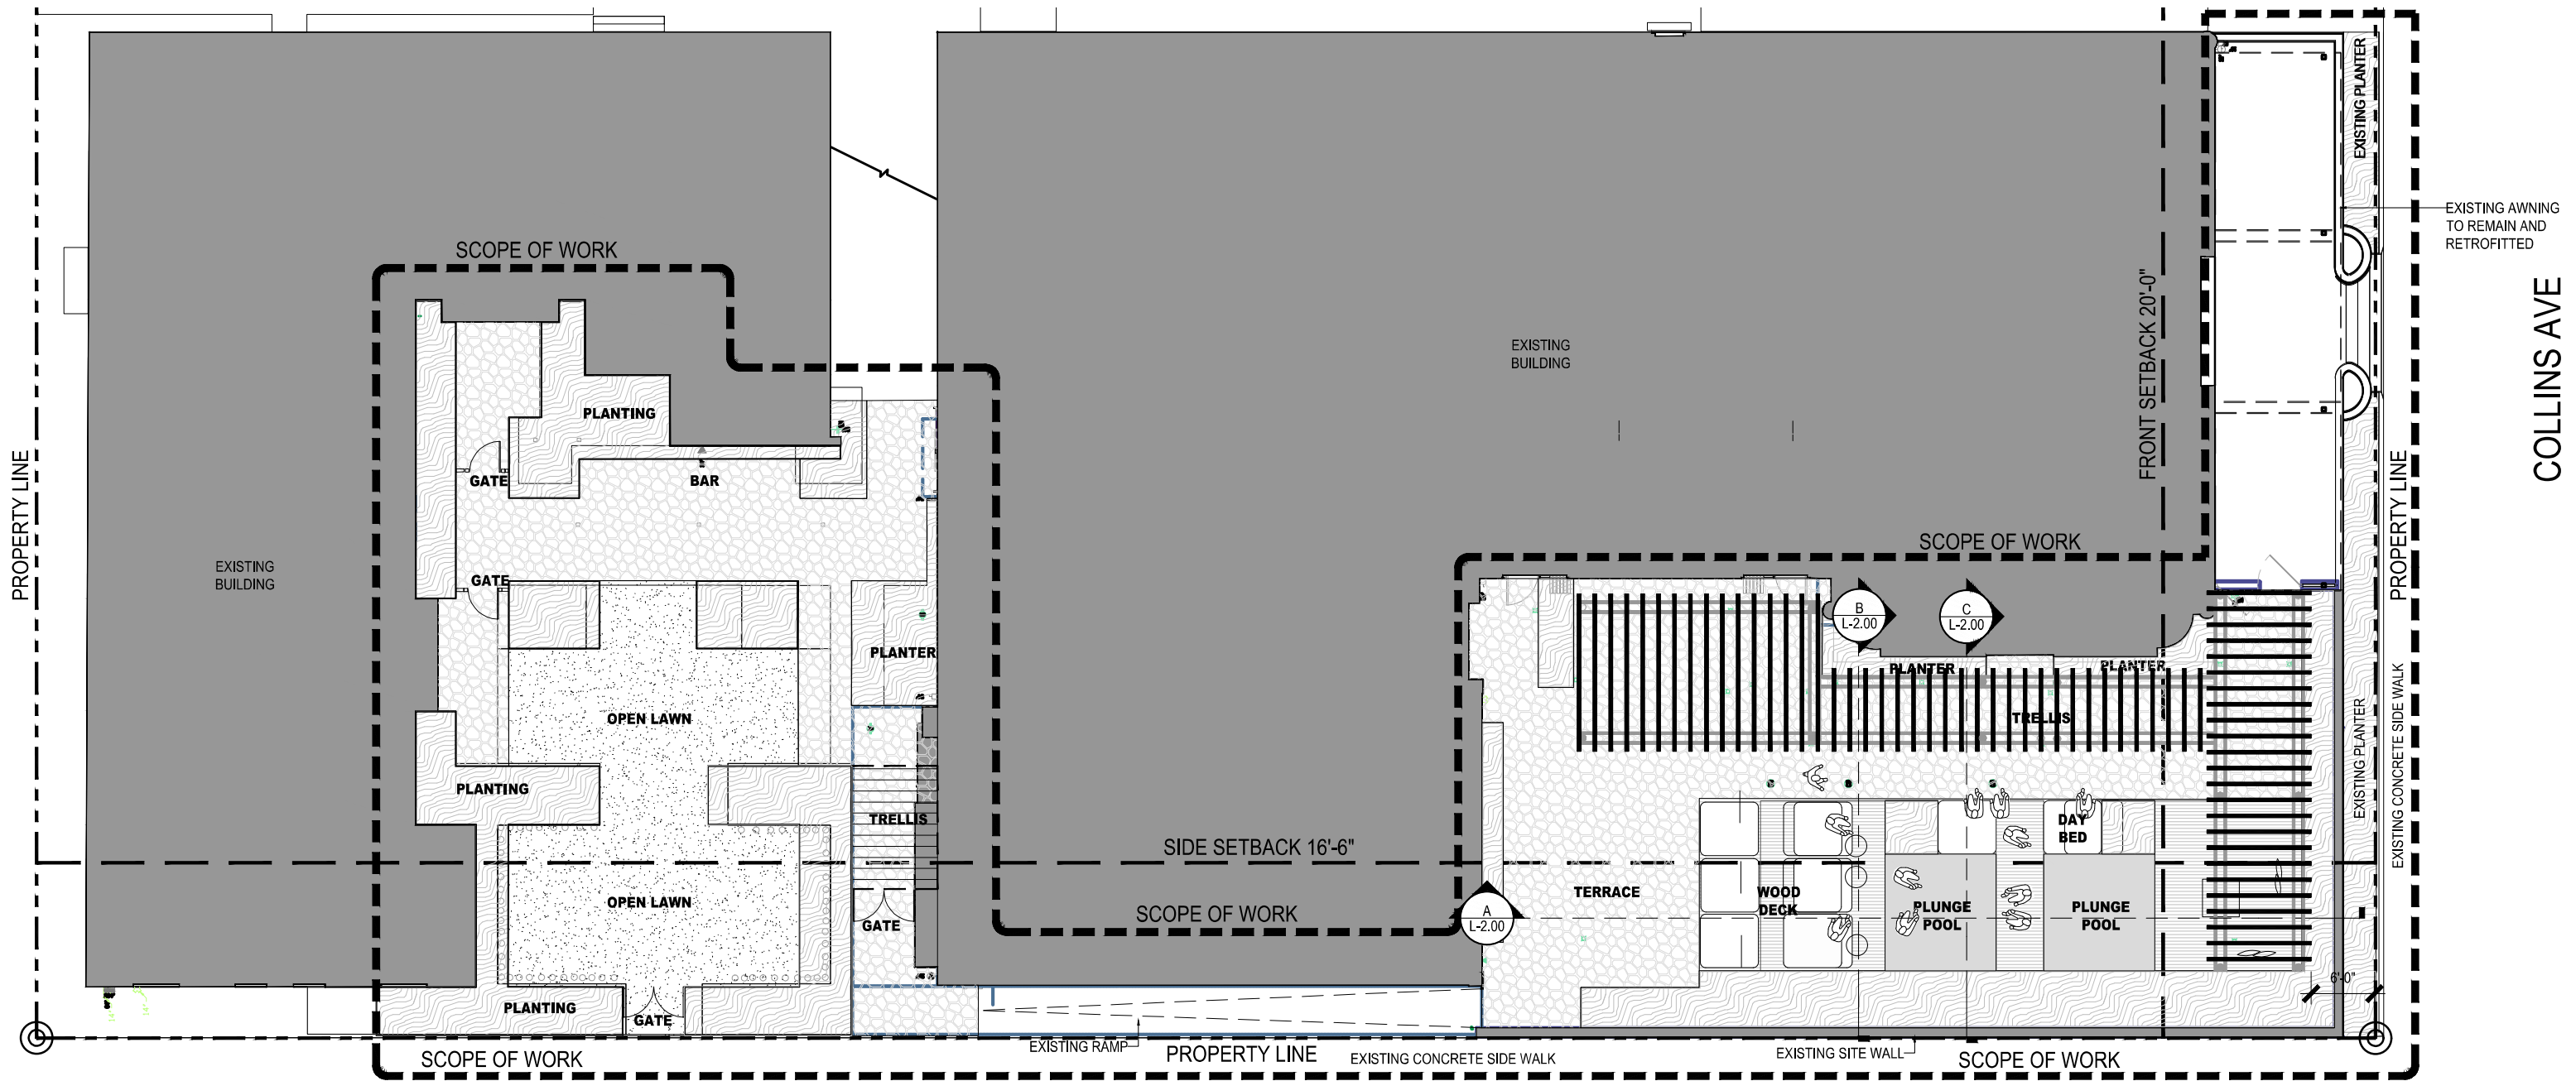 SCOPE OF WORK
EXISTING PLANTER
EXISTING AWNING
TO REMAIN AND
RETROFITTED
COLLINS AVE
FRONT SETBACK 20'-0"
EXISTING
BUILDING
PLANTING
PROPERTY LINE
PROPERTY LINE
GATE
BAR
SCOPE OF WORK
EXISTING
BUILDING
GATE
B
L-2.00
C
L-2.00
PLANTER
PLANTER
PLANTER
OPEN LAWN
TRELLIS
EXISTING PLANTER
EXISTING CONCRETE SIDE WALK
PLANTING
TRELLIS
DAY
BED
SIDE SETBACK 16'-6"
OPEN LAWN
TERRACE
WOOD
DECK
PLUNGE
POOL
PLUNGE
POOL
SCOPE OF WORK
A
L-2.00
GATE
6'-0"
PLANTING
GATE
14"
14"
EXISTING RAMP
PROPERTY LINE
EXISTING CONCRETE SIDE WALK
EXISTING SITE WALL
SCOPE OF WORK
SCOPE OF WORK